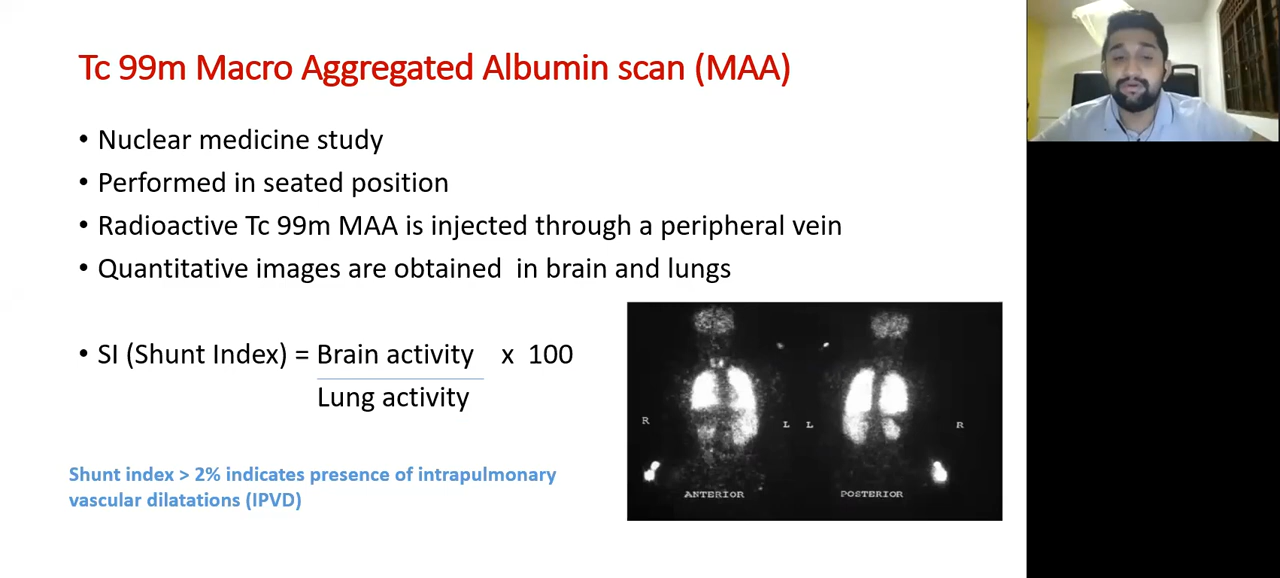 Tc 99m Macro Aggregated Albumin scan (MAA)
• Nuclear medicine study
• Performed in seated position
• Radioactive Tc 99m MAA is injected through a peripheral vein
• Quantitative images are obtained in brain and lungs
• SI (Shunt Index) = Brain activity x 100
Lung activity
Shunt index > 2% indicates presence of intrapulmonary
vascular dilatations (IPVD)
R L L R
ANTERIOR POSTERIOR